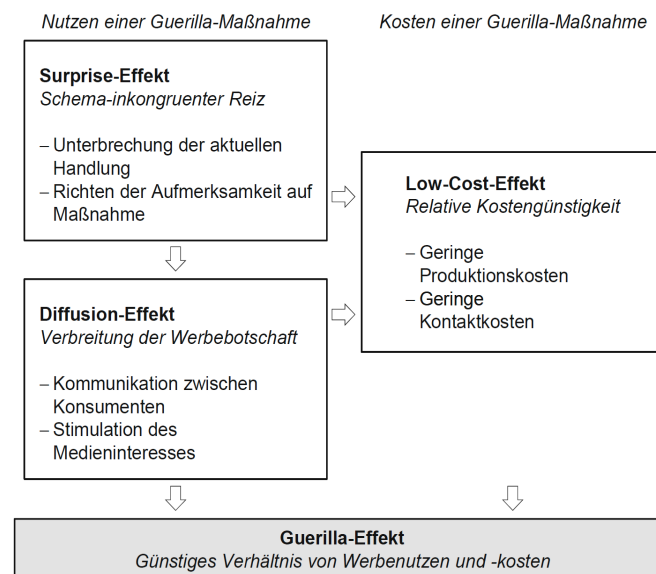 Nutzen einer Guerilla-Maßnahme
Kosten einer Guerilla-Maßnahme
Surprise-Effekt
Schema-inkongruenter Reiz
– Unterbrechung der aktuellen
Handlung
– Richten der Aufmerksamkeit auf
Maßnahme
Low-Cost-Effekt
Relative Kostengünstigkeit
– Geringe
Produktionskosten
– Geringe
Kontaktkosten
Diffusion-Effekt
Verbreitung der Werbebotschaft
– Kommunikation zwischen
Konsumenten
– Stimulation des
Medieninteresses
Guerilla-Effekt
Günstiges Verhältnis von Werbenutzen und -kosten